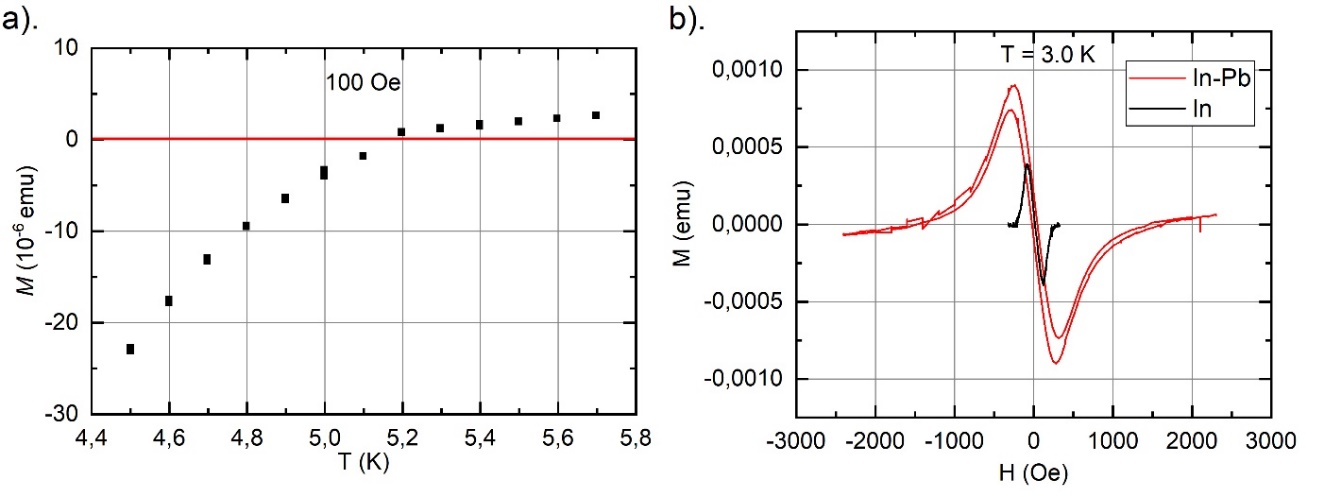 a).
10
0
-10
-20
-30
M (10-6 emu)
100 Oe
4,4 4,6 4,8 5,0 5,2 5,4 5,6 5,8
T (K)
b).
0,0010
0,0005
0,0000
-0,0005
-0,0010
M (emu)
T = 3.0 K
In-Pb
In
-3000 -2000 -1000 0 1000 2000 3000
H (Oe)